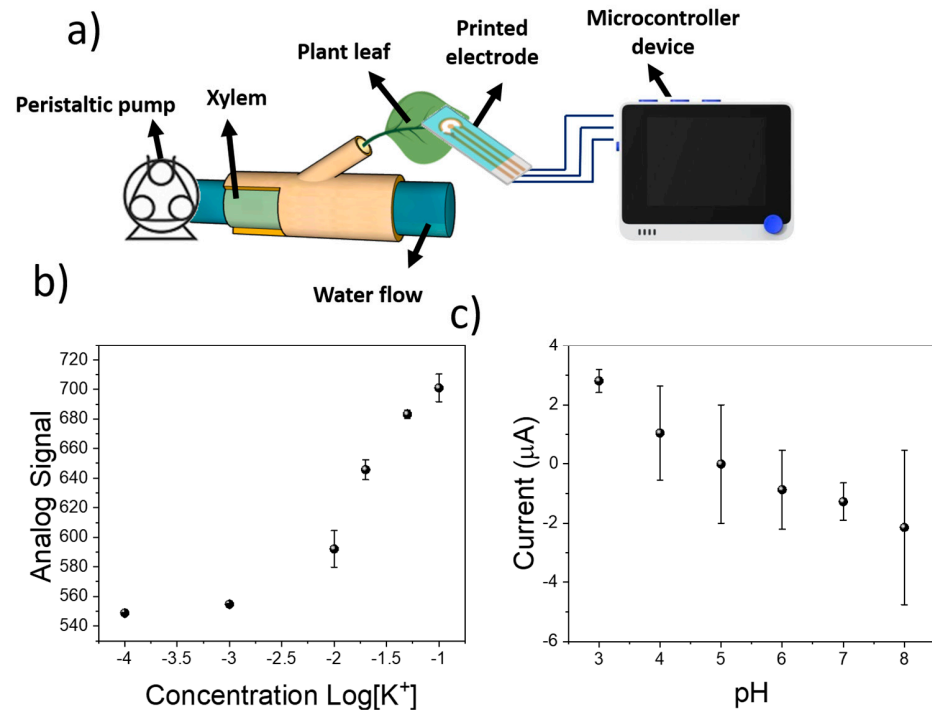 a)
Peristaltic pump
Xylem
Plant leaf
Printed
electrode
Microcontroller
device
Water flow
b)
Analog Signal
720
700
680
660
640
620
600
580
560
540
-4
-3.5
-3
-2.5
-2
-1.5
-1
Concentration Log[K⁺]
c)
Current (μA)
4
2
0
-2
-4
-6
3
4
5
6
7
8
pH